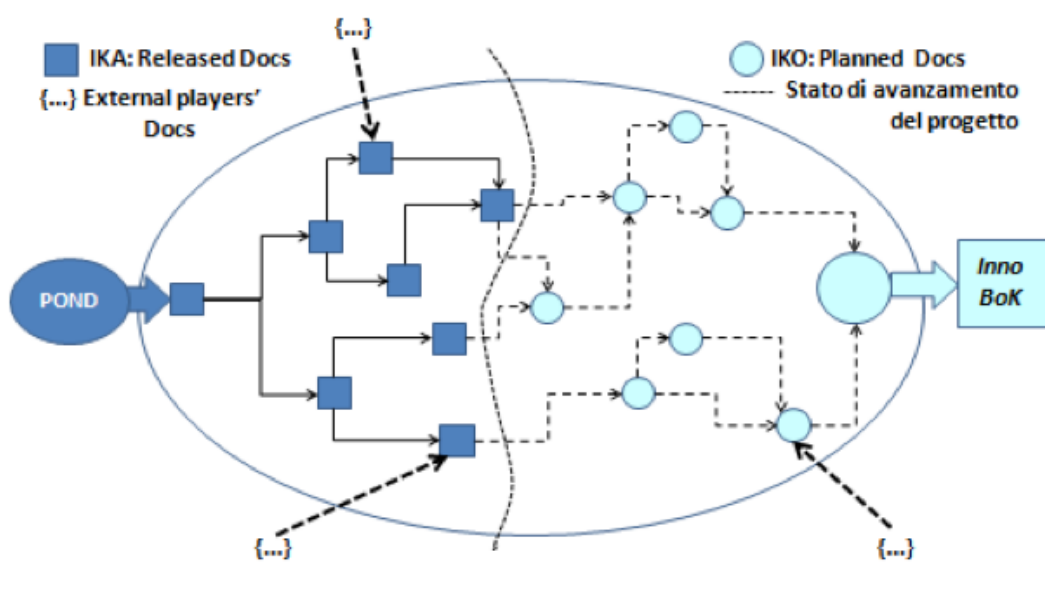 {...}
IKA: Released Docs
{...} External players'
Docs
IKO: Planned Docs
Stato di avanzamento
del progetto
POND
Inno
BoK
{...}
{...}